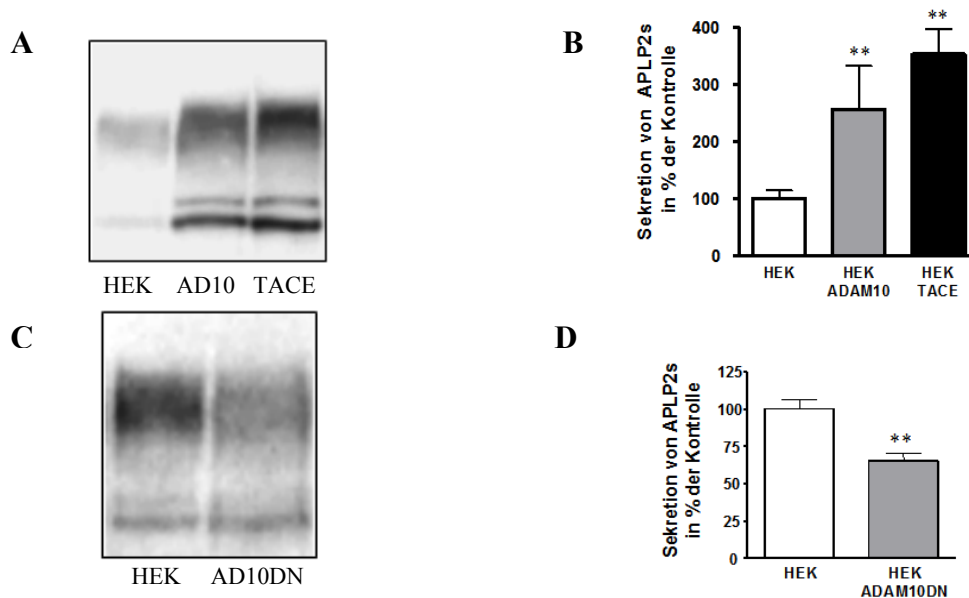 A
HEK AD10 TACE
B
Sekretion von APLP2s
in % der Kontrolle
400
300
200
100
0
**
**
HEK
HEK
ADAM10
HEK
TACE
C
HEK AD10DN
D
Sekretion von APLP2s
in % der Kontrolle
125
100
75
50
25
0
**
HEK
HEK
ADAM10DN